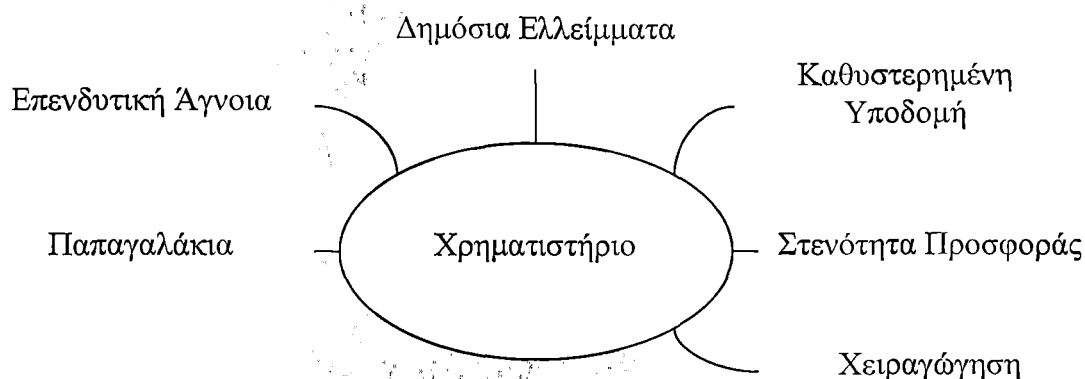 Δημόσια Ελλείμματα
Επενδυτική Άγνοια
Καθυστερημένη
Υποδομή
Παπαγαλάκια
Χρηματιστήριο
Στενότητα Προσφοράς
Χειραγώγηση